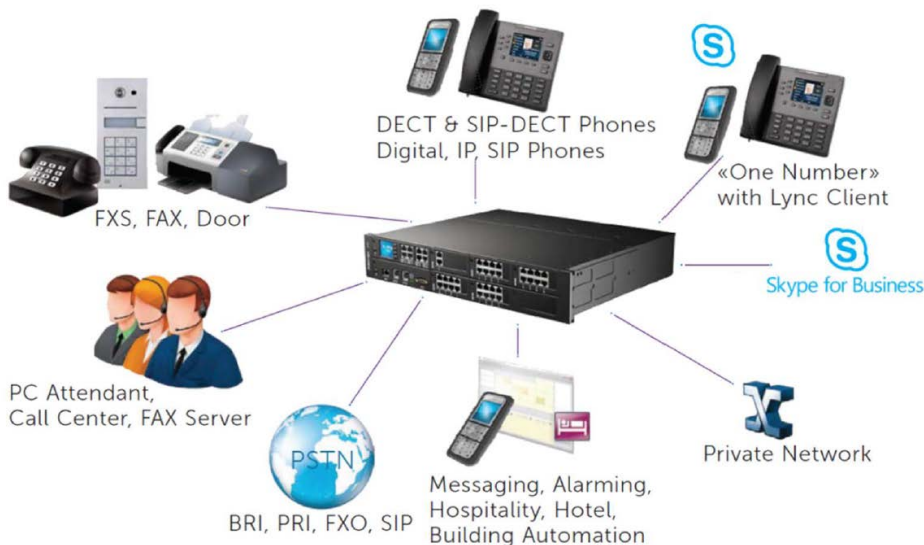 DECT & SIP-DECT Phones
Digital, IP, SIP Phones
«One Number»
with Lync Client
FXS, FAX, Door
Skype for Business
PC Attendant,
Call Center, FAX Server
PSTN
BRI, PRI, FXO, SIP
Messaging, Alarming,
Hospitality, Hotel,
Building Automation
Private Network